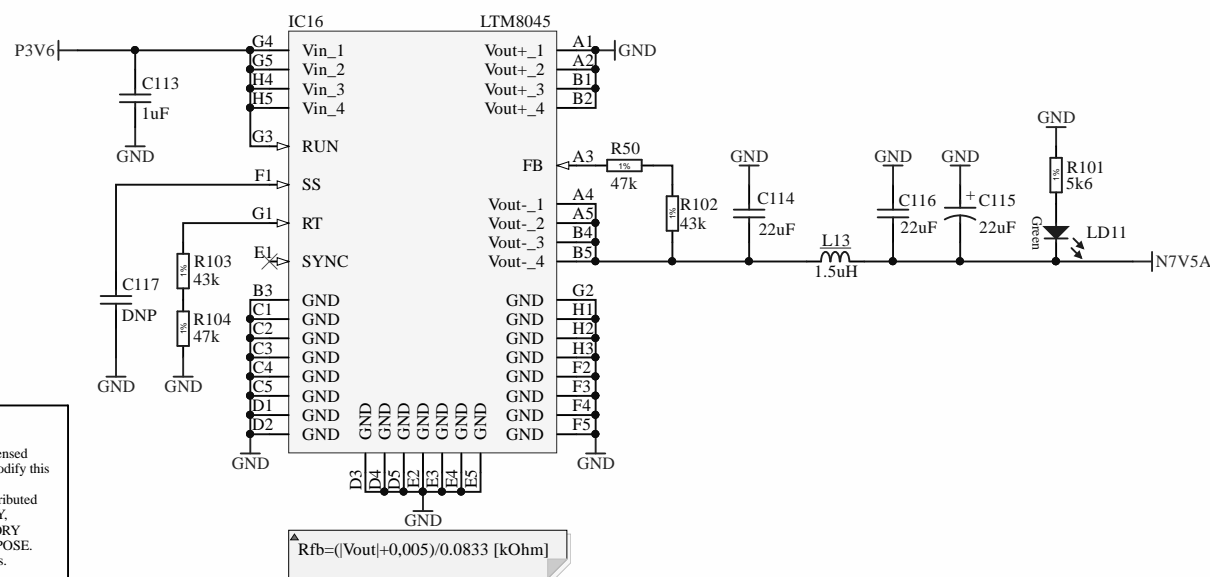 IC16 LTM8045
P3V6 G4 Vin_1 Vout+_1 A1 GND
G5 Vin_2 Vout+_2 A2
H4 Vin_3 Vout+_3 B1
H5 Vin_4 Vout+_4 B2
C113
1uF
GND
G3 RUN
FB A3 R50
1%
47k
F1 SS
G1 RT
E1 SYNC
Vout-_1 A4
Vout-_2 A5
Vout-_3 B4
Vout-_4 B5
R102
1%
43k
GND
C114
22uF
L13
1.5uH
GND
C116
22uF
GND
+ C115
22uF
GND
R101
1%
5k6
Green
LD11
N7V5A
R103
1%
43k
R104
1%
47k
GND
C117
DNP
GND
B3 GND GND G2
C1 GND GND H1
C2 GND GND H2
C3 GND GND H3
C4 GND GND F2
C5 GND GND F3
D1 GND GND F4
D2 GND GND F5
GND GND
GND GND GND GND GND GND GND
D3 D4 D5 E2 E3 E4 E5
GND
Rfb=(|Vout|+0,005)/0.0833 [kOhm]
ensed
odify this
ributed
Y,
ORY
POSE.
s.